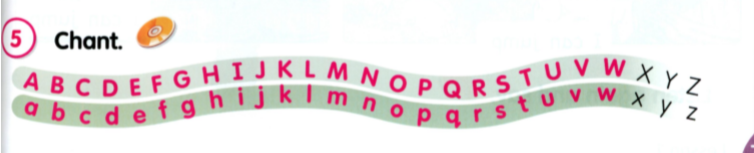 5 Chant.
A B C D E F G H I J K L M N O P Q R S T U V W X Y Z
a b c d e f g h i j k l m n o p q r s t u v w x y z